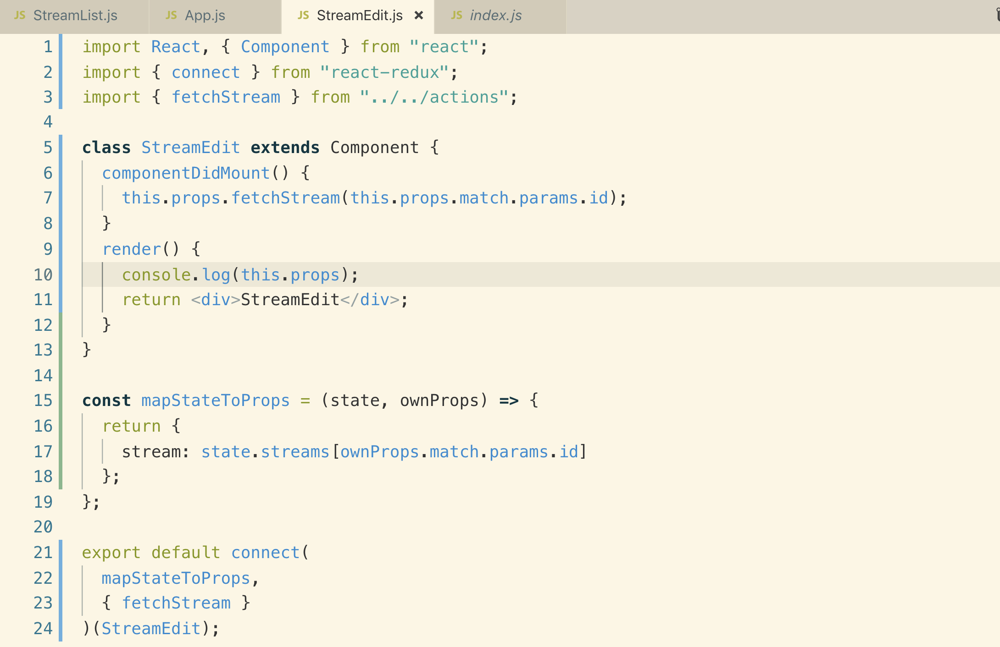 JS StreamList.js JS App.js JS StreamEdit.js × JS index.js
1 import React, { Component } from "react";
2 import { connect } from "react-redux";
3 import { fetchStream } from "../../actions";
4
5 class StreamEdit extends Component {
6   componentDidMount() {
7     this.props.fetchStream(this.props.match.params.id);
8   }
9   render() {
10     console.log(this.props);
11     return <div>StreamEdit</div>;
12   }
13 }
14
15 const mapStateToProps = (state, ownProps) => {
16   return {
17     stream: state.streams[ownProps.match.params.id]
18   };
19 };
20
21 export default connect(
22   mapStateToProps,
23   { fetchStream }
24 )(StreamEdit);